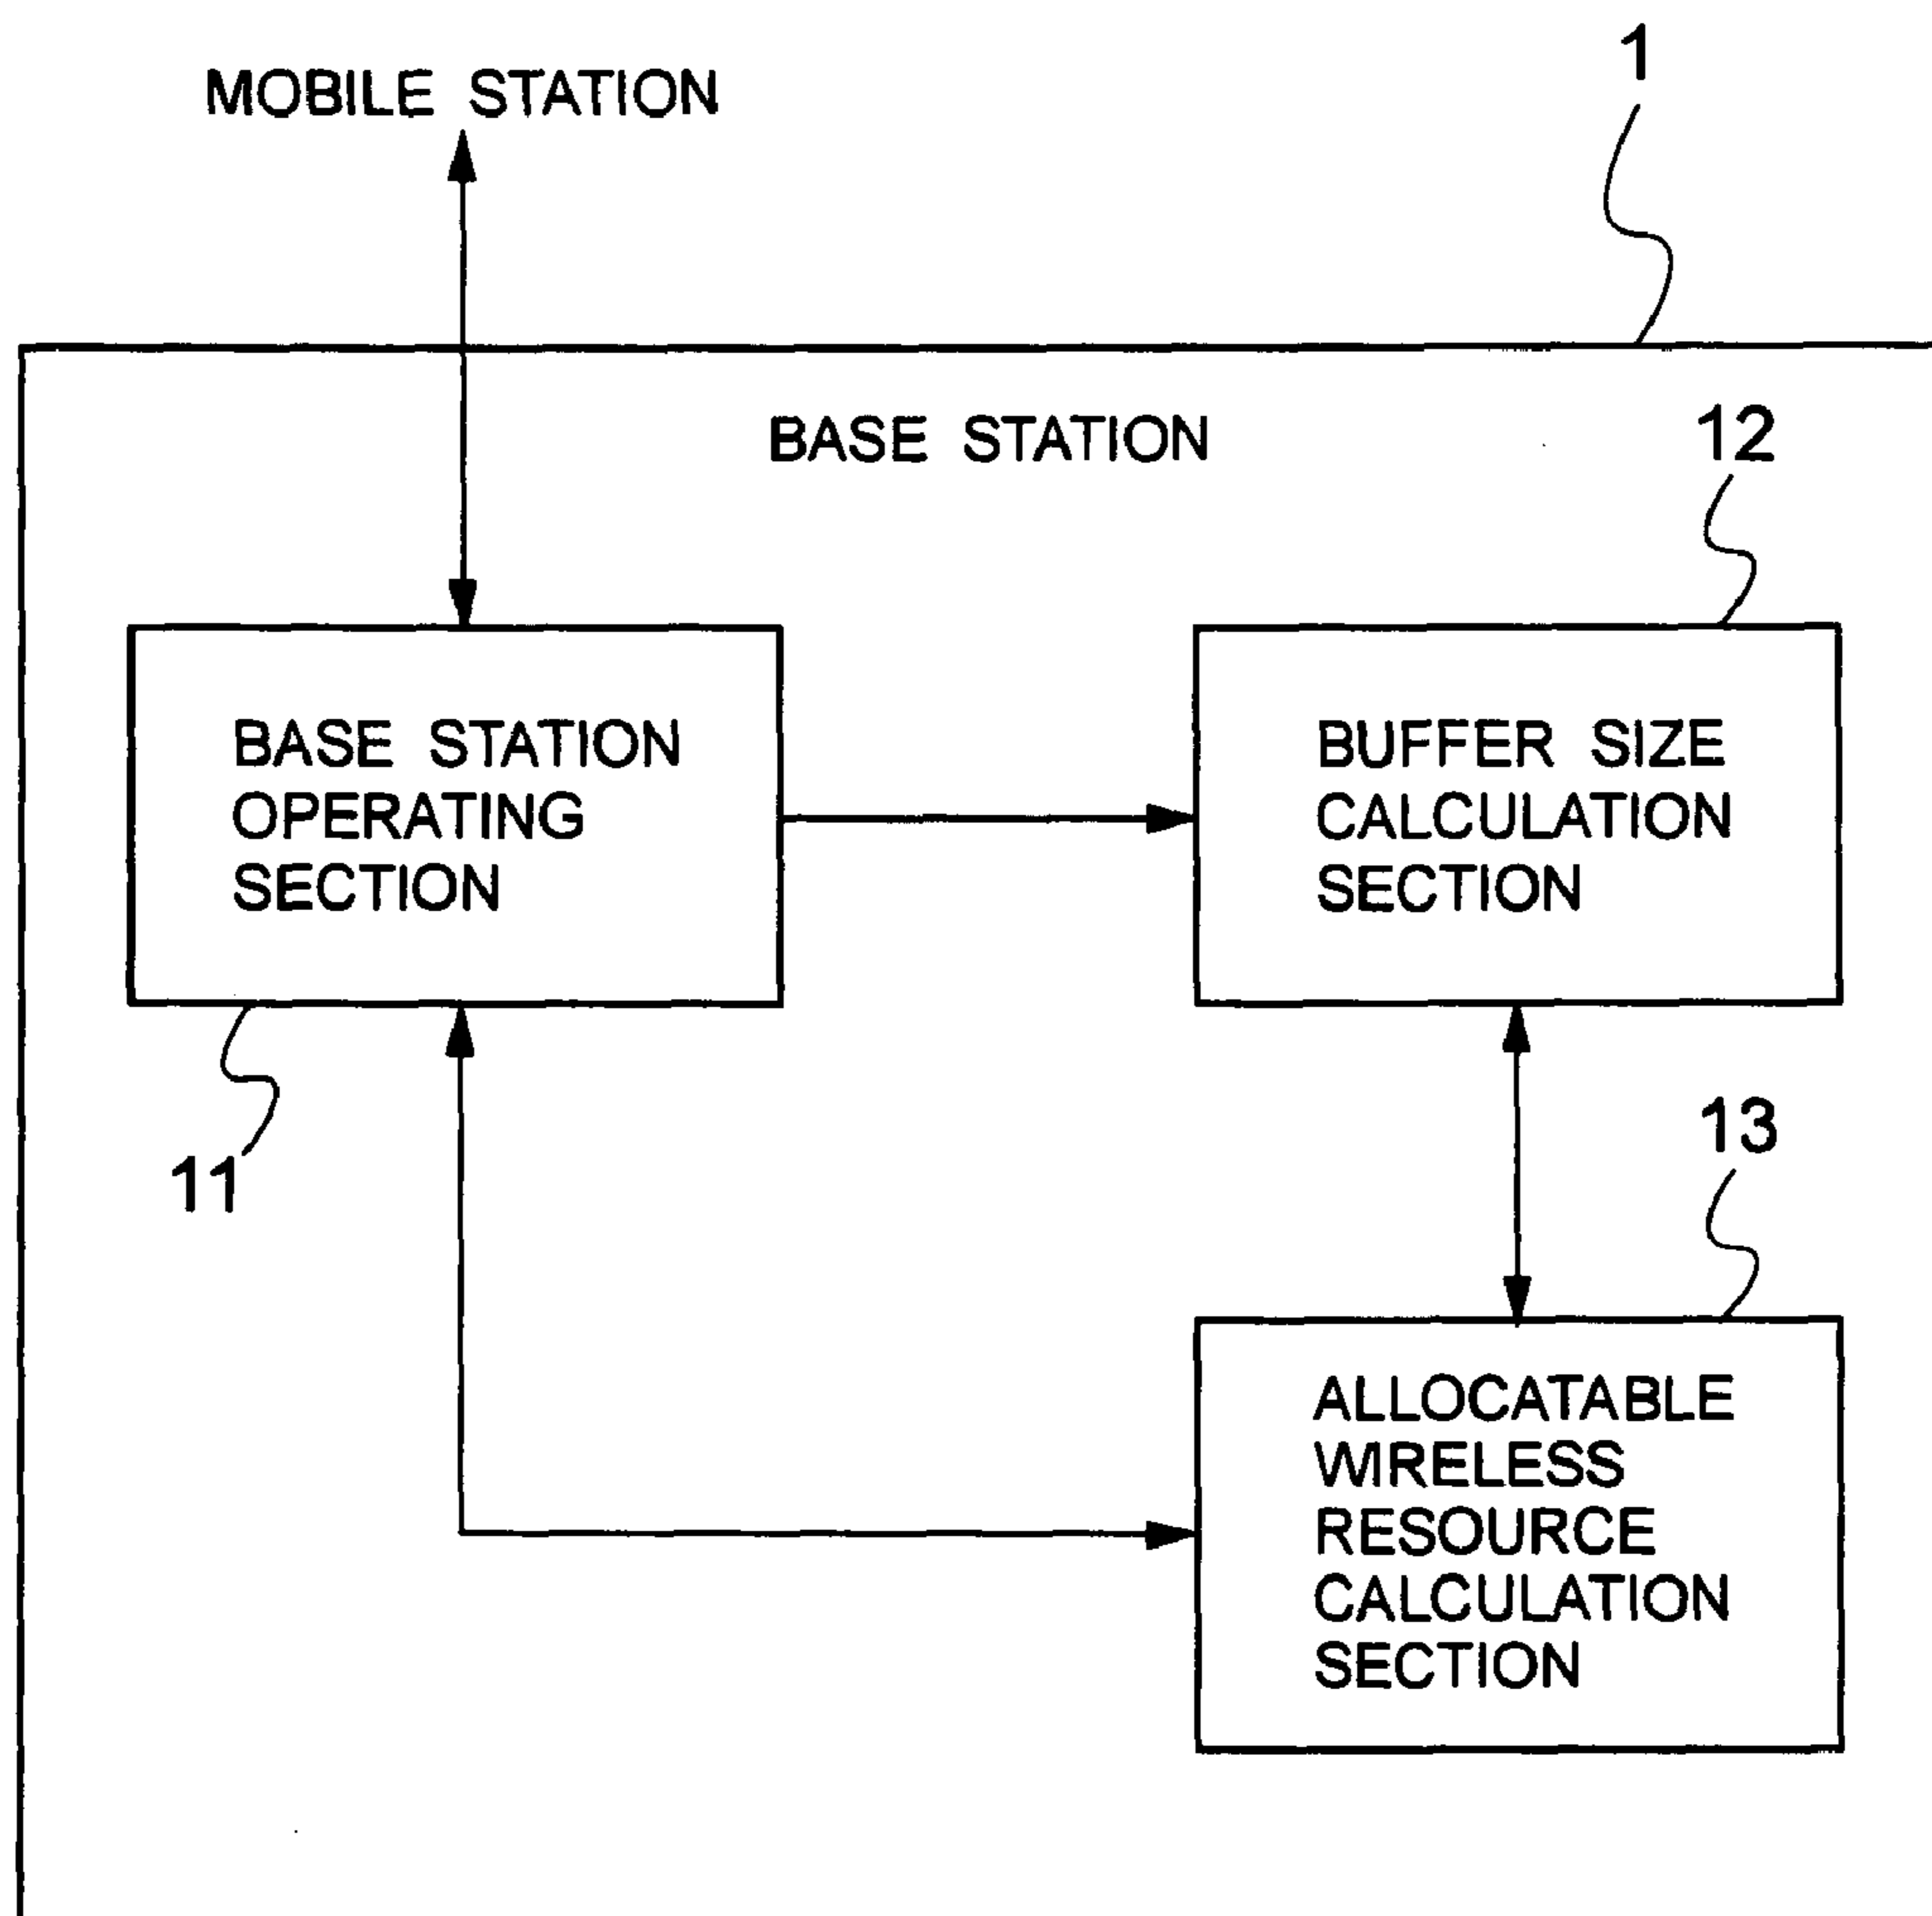 1
MOBILE STATION
BASE STATION
12
BASE STATION
OPERATING
SECTION
BUFFER SIZE
CALCULATION
SECTION
11
13
ALLOCATABLE
WIRELESS
RESOURCE
CALCULATION
SECTION